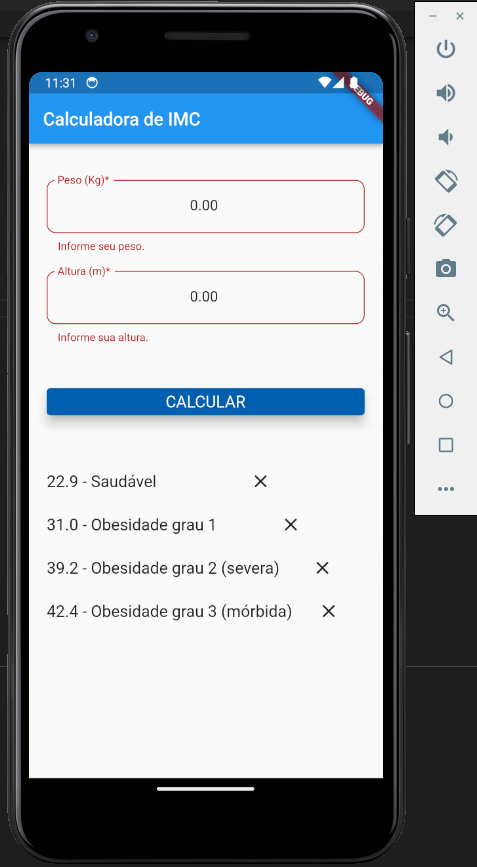 11:31
DEBUG
Calculadora de IMC
Peso (Kg)*
0.00
Informe seu peso.
Altura (m)*
0.00
Informe sua altura.
CALCULAR
22.9 - Saudável
31.0 - Obesidade grau 1
39.2 - Obesidade grau 2 (severa)
42.4 - Obesidade grau 3 (mórbida)